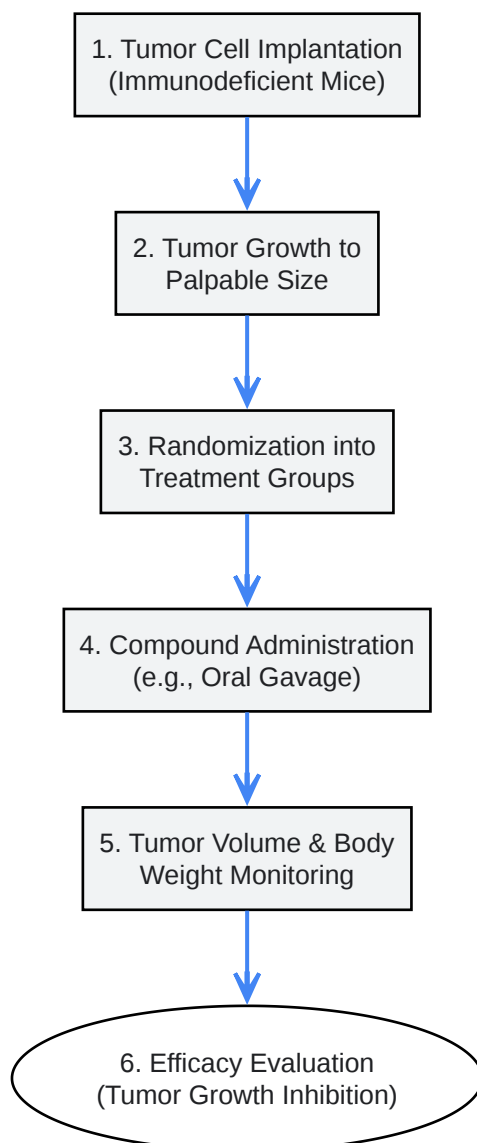 1. Tumor Cell Implantation
(Immunodeficient Mice)
2. Tumor Growth to
Palpable Size
3. Randomization into
Treatment Groups
4. Compound Administration
(e.g., Oral Gavage)
5. Tumor Volume & Body
Weight Monitoring
6. Efficacy Evaluation
(Tumor Growth Inhibition)